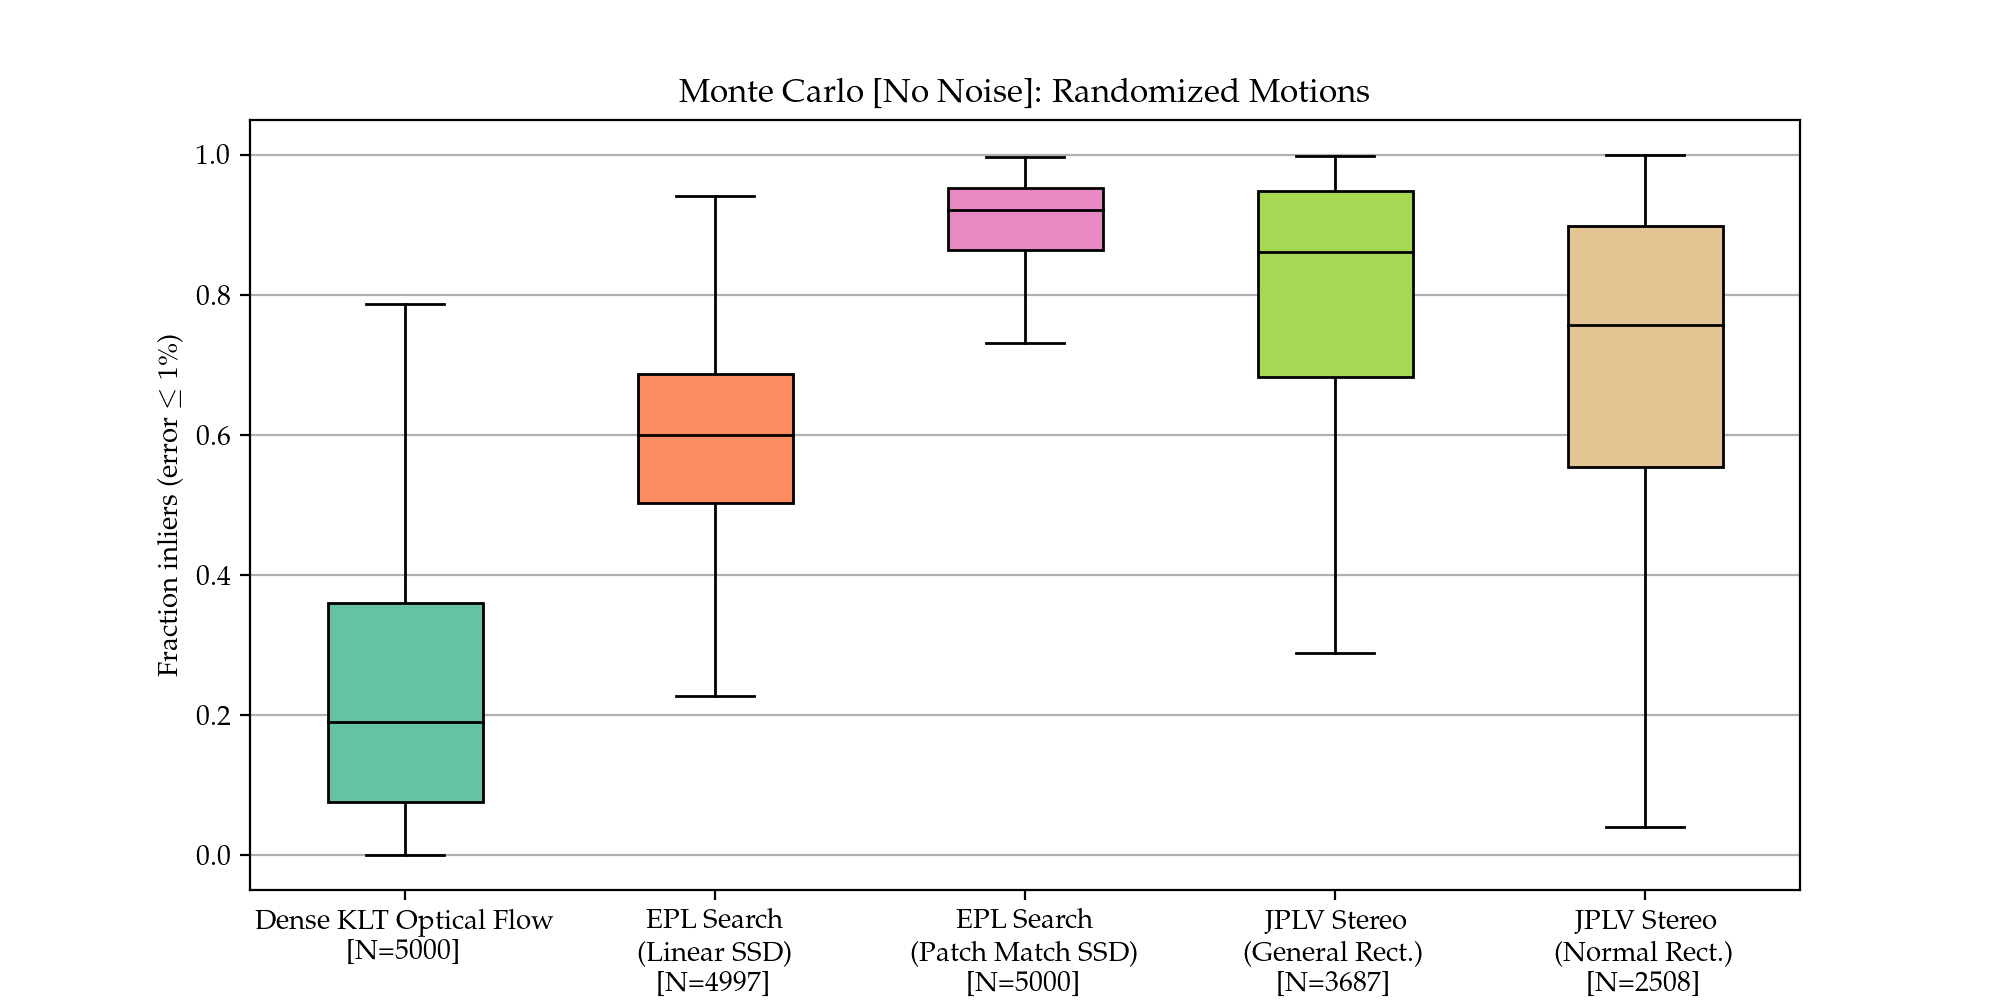 Monte Carlo [No Noise]: Randomized Motions
Fraction inliers (error ≤ 1%)
1.0
0.8
0.6
0.4
0.2
0.0
Dense KLT Optical Flow
[N=5000]
EPL Search
(Linear SSD)
[N=4997]
EPL Search
(Patch Match SSD)
[N=5000]
JPLV Stereo
(General Rect.)
[N=3687]
JPLV Stereo
(Normal Rect.)
[N=2508]